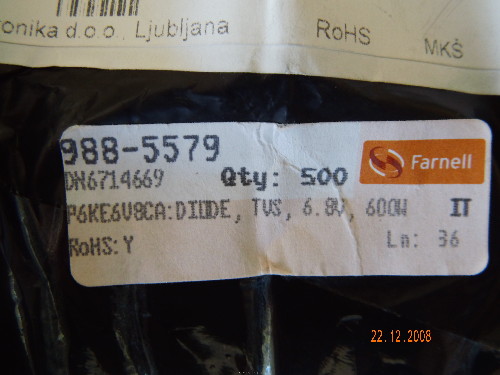 ronika d.o.o., Ljubljana
RoHS
MKŠ
988-5579
Farnell
DN6714669 Qty: 500
P6KE6V8CA:DIODE, TVS, 6.8V, 600W IT
RoHS:Y Ln: 36
22.12.2008